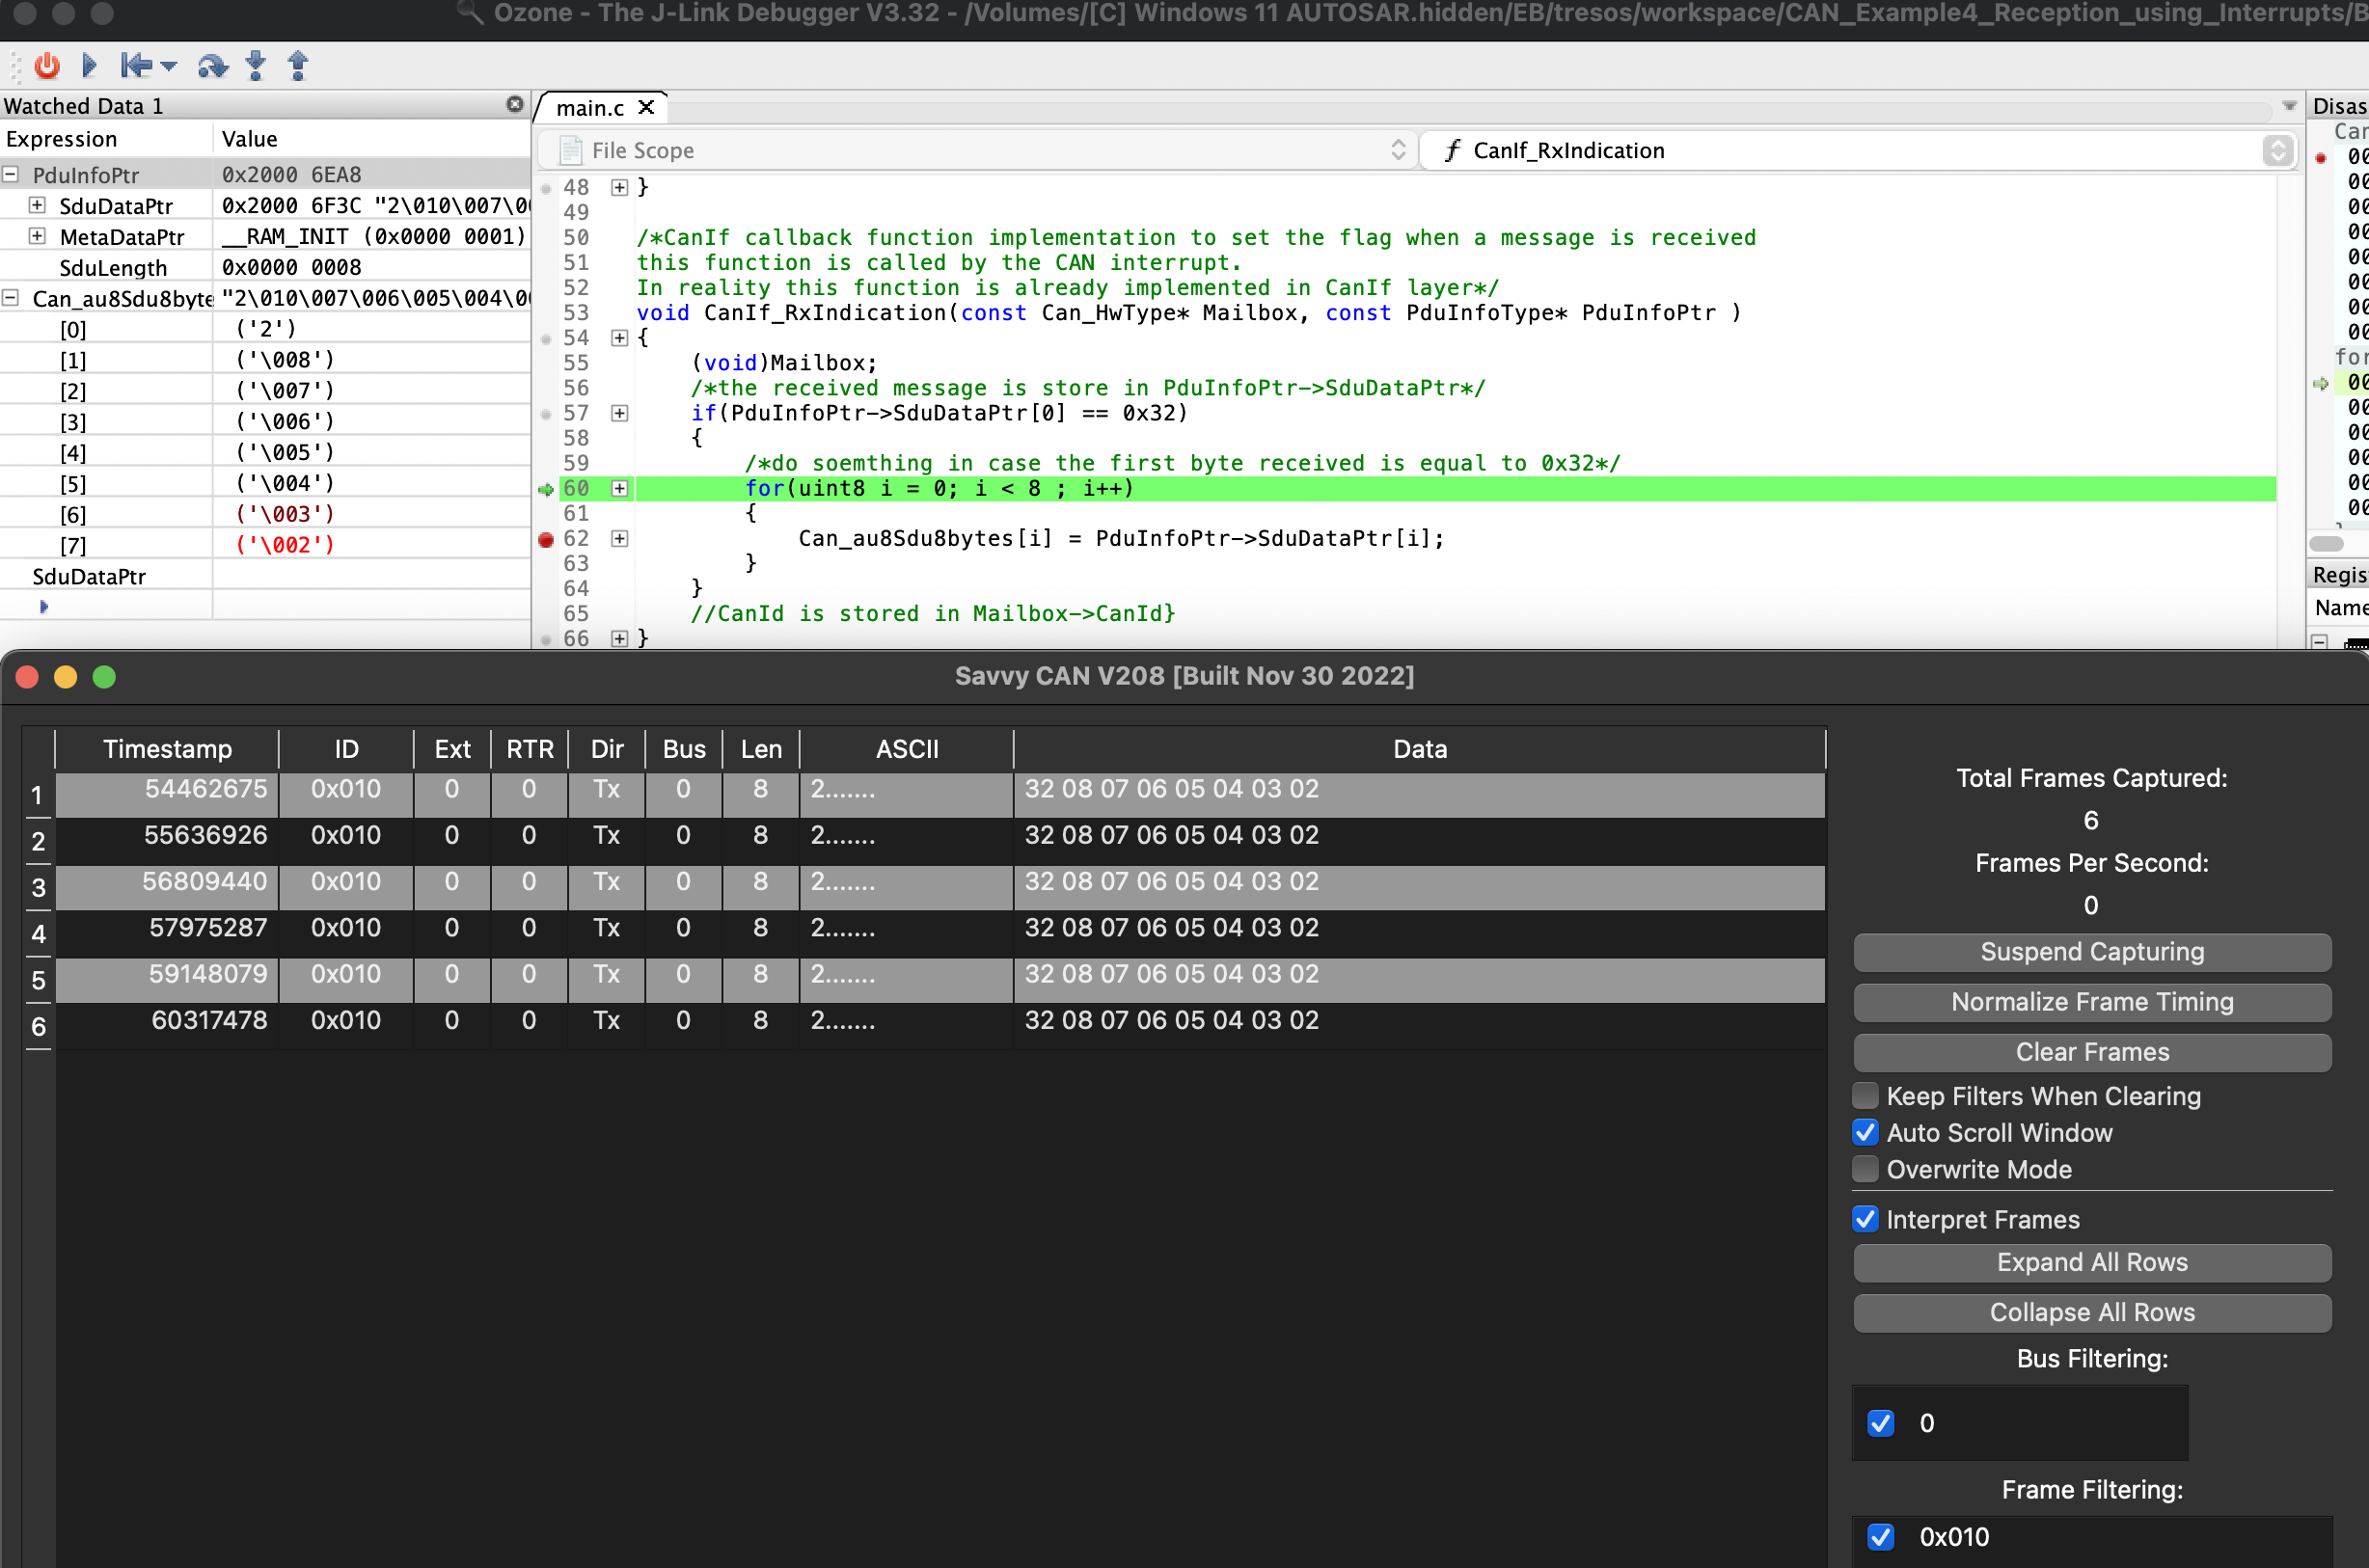 Ozone - The J-Link Debugger V3.32 - /Volumes/[C] Windows 11 AUTOSAR.hidden/EB/tresos/workspace/CAN_Example4_Reception_using_Interrupts/B
Watched Data 1
Expression Value
PduInfoPtr 0x2000 6EA8
SduDataPtr 0x2000 6F3C "2\010\007\0
MetaDataPtr __RAM_INIT (0x0000 0001)
SduLength 0x0000 0008
Can_au8Sdu8byte "2\010\007\006\005\004\0
[0] ('2')
[1] ('\008')
[2] ('\007')
[3] ('\006')
[4] ('\005')
[5] ('\004')
[6] ('\003')
[7] ('\002')
SduDataPtr
main.c
File Scope
f CanIf_RxIndication
48 }
49
50 /*CanIf callback function implementation to set the flag when a message is received
51 this function is called by the CAN interrupt.
52 In reality this function is already implemented in CanIf layer*/
53 void CanIf_RxIndication(const Can_HwType* Mailbox, const PduInfoType* PduInfoPtr )
54 {
55 (void)Mailbox;
56 /*the received message is store in PduInfoPtr->SduDataPtr*/
57 if(PduInfoPtr->SduDataPtr[0] == 0x32)
58 {
59 /*do soemthing in case the first byte received is equal to 0x32*/
60 for(uint8 i = 0; i < 8 ; i++)
61 {
62 Can_au8Sdu8bytes[i] = PduInfoPtr->SduDataPtr[i];
63 }
64 }
65 //CanId is stored in Mailbox->CanId}
66 }
Disas
Can
00
00
00
00
00
00
00
00
for
00
00
00
00
00
00
Regis
Name
Savvy CAN V208 [Built Nov 30 2022]
Timestamp ID Ext RTR Dir Bus Len ASCII Data
1 54462675 0x010 0 0 Tx 0 8 2....... 32 08 07 06 05 04 03 02
2 55636926 0x010 0 0 Tx 0 8 2....... 32 08 07 06 05 04 03 02
3 56809440 0x010 0 0 Tx 0 8 2....... 32 08 07 06 05 04 03 02
4 57975287 0x010 0 0 Tx 0 8 2....... 32 08 07 06 05 04 03 02
5 59148079 0x010 0 0 Tx 0 8 2....... 32 08 07 06 05 04 03 02
6 60317478 0x010 0 0 Tx 0 8 2....... 32 08 07 06 05 04 03 02
Total Frames Captured:
6
Frames Per Second:
0
Suspend Capturing
Normalize Frame Timing
Clear Frames
Keep Filters When Clearing
Auto Scroll Window
Overwrite Mode
Interpret Frames
Expand All Rows
Collapse All Rows
Bus Filtering:
0
Frame Filtering:
0x010